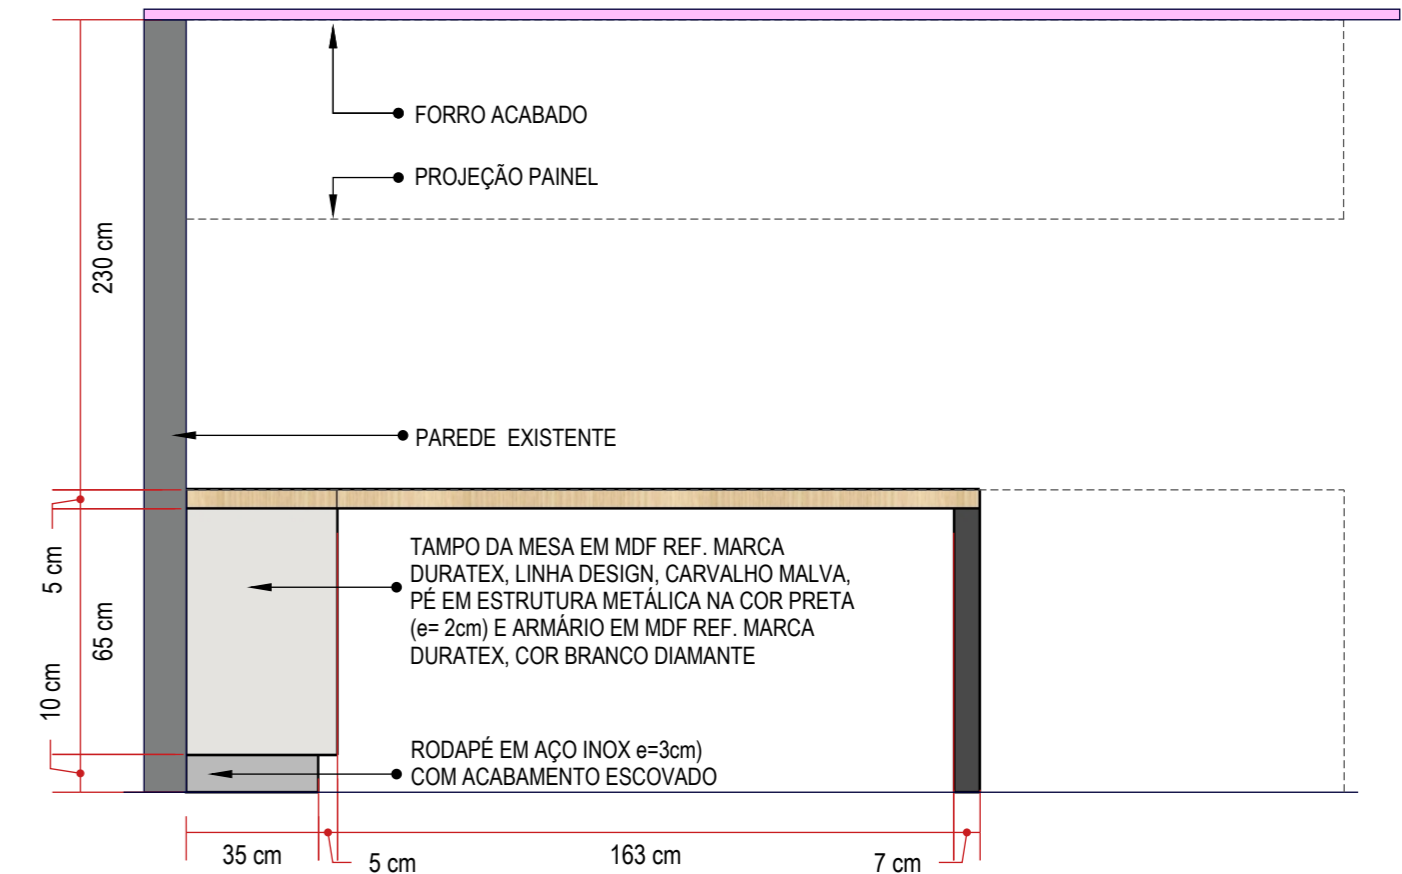 FORRO ACABADO
PROJEÇÃO PAINEL
230 cm
PAREDE EXISTENTE
5 cm
65 cm
10 cm
TAMPO DA MESA EM MDF REF. MARCA
DURATEX, LINHA DESIGN, CARVALHO MALVA,
PÉ EM ESTRUTURA METÁLICA NA COR PRETA
(e= 2cm) E ARMÁRIO EM MDF REF. MARCA
DURATEX, COR BRANCO DIAMANTE
RODAPÉ EM AÇO INOX e=3cm)
COM ACABAMENTO ESCOVADO
35 cm
5 cm
163 cm
7 cm